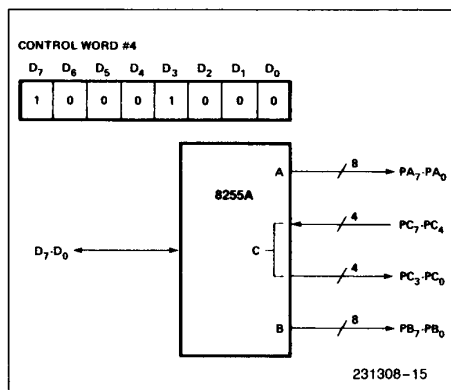 CONTROL WORD #4
D7 D6 D5 D4 D3 D2 D1 D0
1 0 0 0 1 0 0 0
8255A
A
8
PA7-PA0
4
PC7-PC4
D7-D0
C
4
PC3-PC0
B
8
PB7-PB0
231308-15